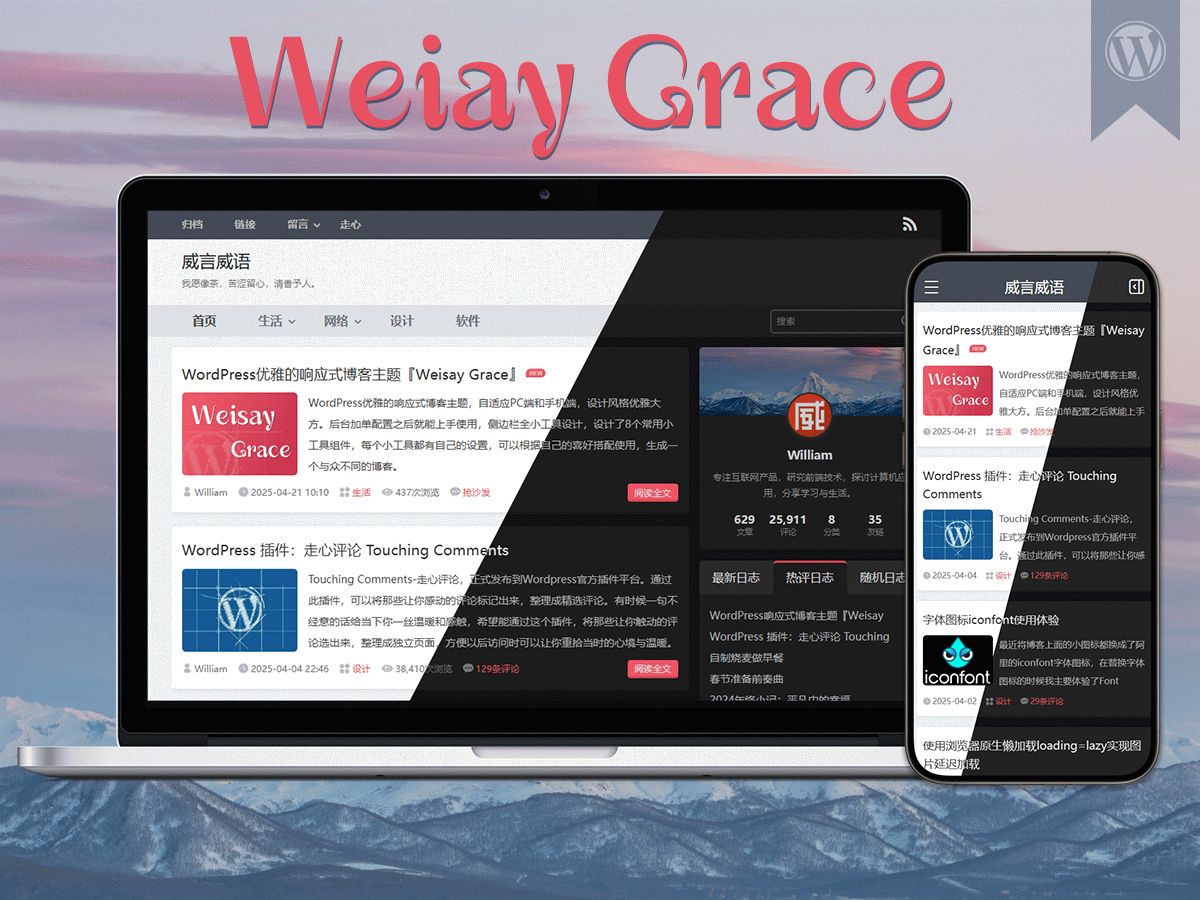 Weiay Grace
归档 链接 留言 走心
威言威语
我愿像茶，苦涩留心，清香予人。
首页 生活 网络 设计 软件
搜索
WordPress优雅的响应式博客主题『Weisay Grace』 NEW
Weisay
Grace
WordPress优雅的响应式博客主题，自适应PC端和手机端，设计风格优雅大
方。后台加单配置之后就能上手使用，侧边栏全小工具设计，设计了8个常用小
工具组件，每个小工具都有自己的设置，可以根据自己的喜好搭配使用，生成一
个与众不同的博客。
William 2025-04-21 10:10 生活 437次浏览 抢沙发
阅读全文
WordPress 插件：走心评论 Touching Comments
Touching Comments-走心评论，正式发布到Wordpress官方插件平台。通过
此插件，可以将那些让你感动的评论标记出来，整理成精选评论。有时候一句不
经意的话给当下你一丝温暖和感触，希望能通过这个插件，将那些让你触动的评
论选出来，整理成独立页面，方便以后访问时可以让你重拾当时的心境与温暖。
William 2025-04-04 22:46 设计 38,410次浏览 129条评论
阅读全文
威
William
专注互联网产品，研究前端技术，探讨计算机应
用，分享学习与生活。
629 25,911 8 35
文章 评论 分类 友链
最新日志 热评日志 随机日志
WordPress响应式博客主题『Weisay
WordPress 插件：走心评论 Touching
自制烧麦做早餐
春节准备前奏曲
2024年终小记：平凡中的幸福
威言威语
WordPress优雅的响应式博客主题『Weisay
Grace』 NEW
Weisay
Grace
WordPress优雅的响应式博客主题，
自适应PC端和手机端，设计风格优
雅大方。后台加单配置之后就能上手
2025-04-21 生活 抢沙发
WordPress 插件：走心评论 Touching
Comments
Touching Comments-走心评论，
正式发布到Wordpress官方插件平
台。通过此插件，可以将那些让你感
2025-04-04 设计 129条评论
字体图标iconfont使用体验
iconfont
最近将博客上面的小图标都换成了阿
里的iconfont字体图标，在替换字体
图标的时候我主要体验了Font
2025-04-02 设计 29条评论
使用浏览器原生懒加载loading=lazy实现图
片延迟加载